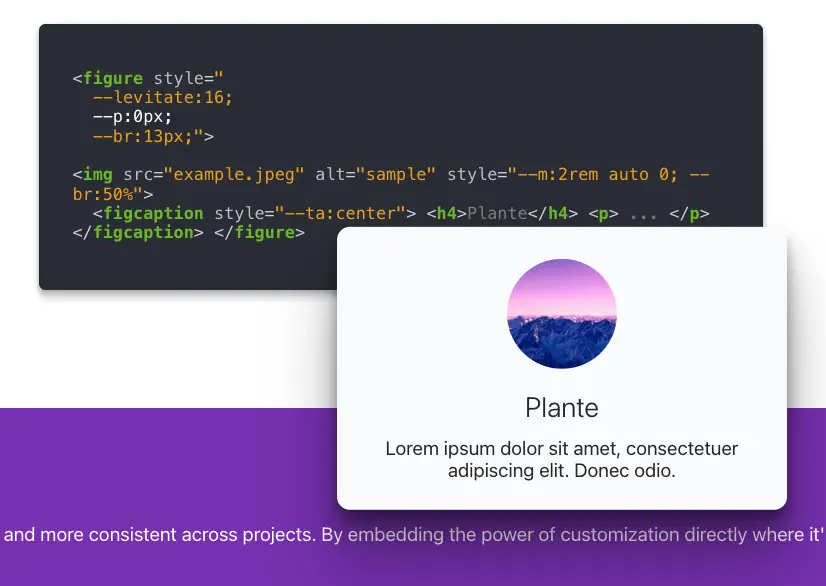 <figure style="
--levitate:16;
--p:0px;
--br:13px;">
<img src="example.jpeg" alt="sample" style="--m:2rem auto 0; --
br:50%">
<figcaption style="--ta:center"> <h4>Plante</h4> <p> ... </p>
</figcaption> </figure>
Plante
Lorem ipsum dolor sit amet, consectetuer
adipiscing elit. Donec odio.
and more consistent across projects. By embedding the power of customization directly where it'